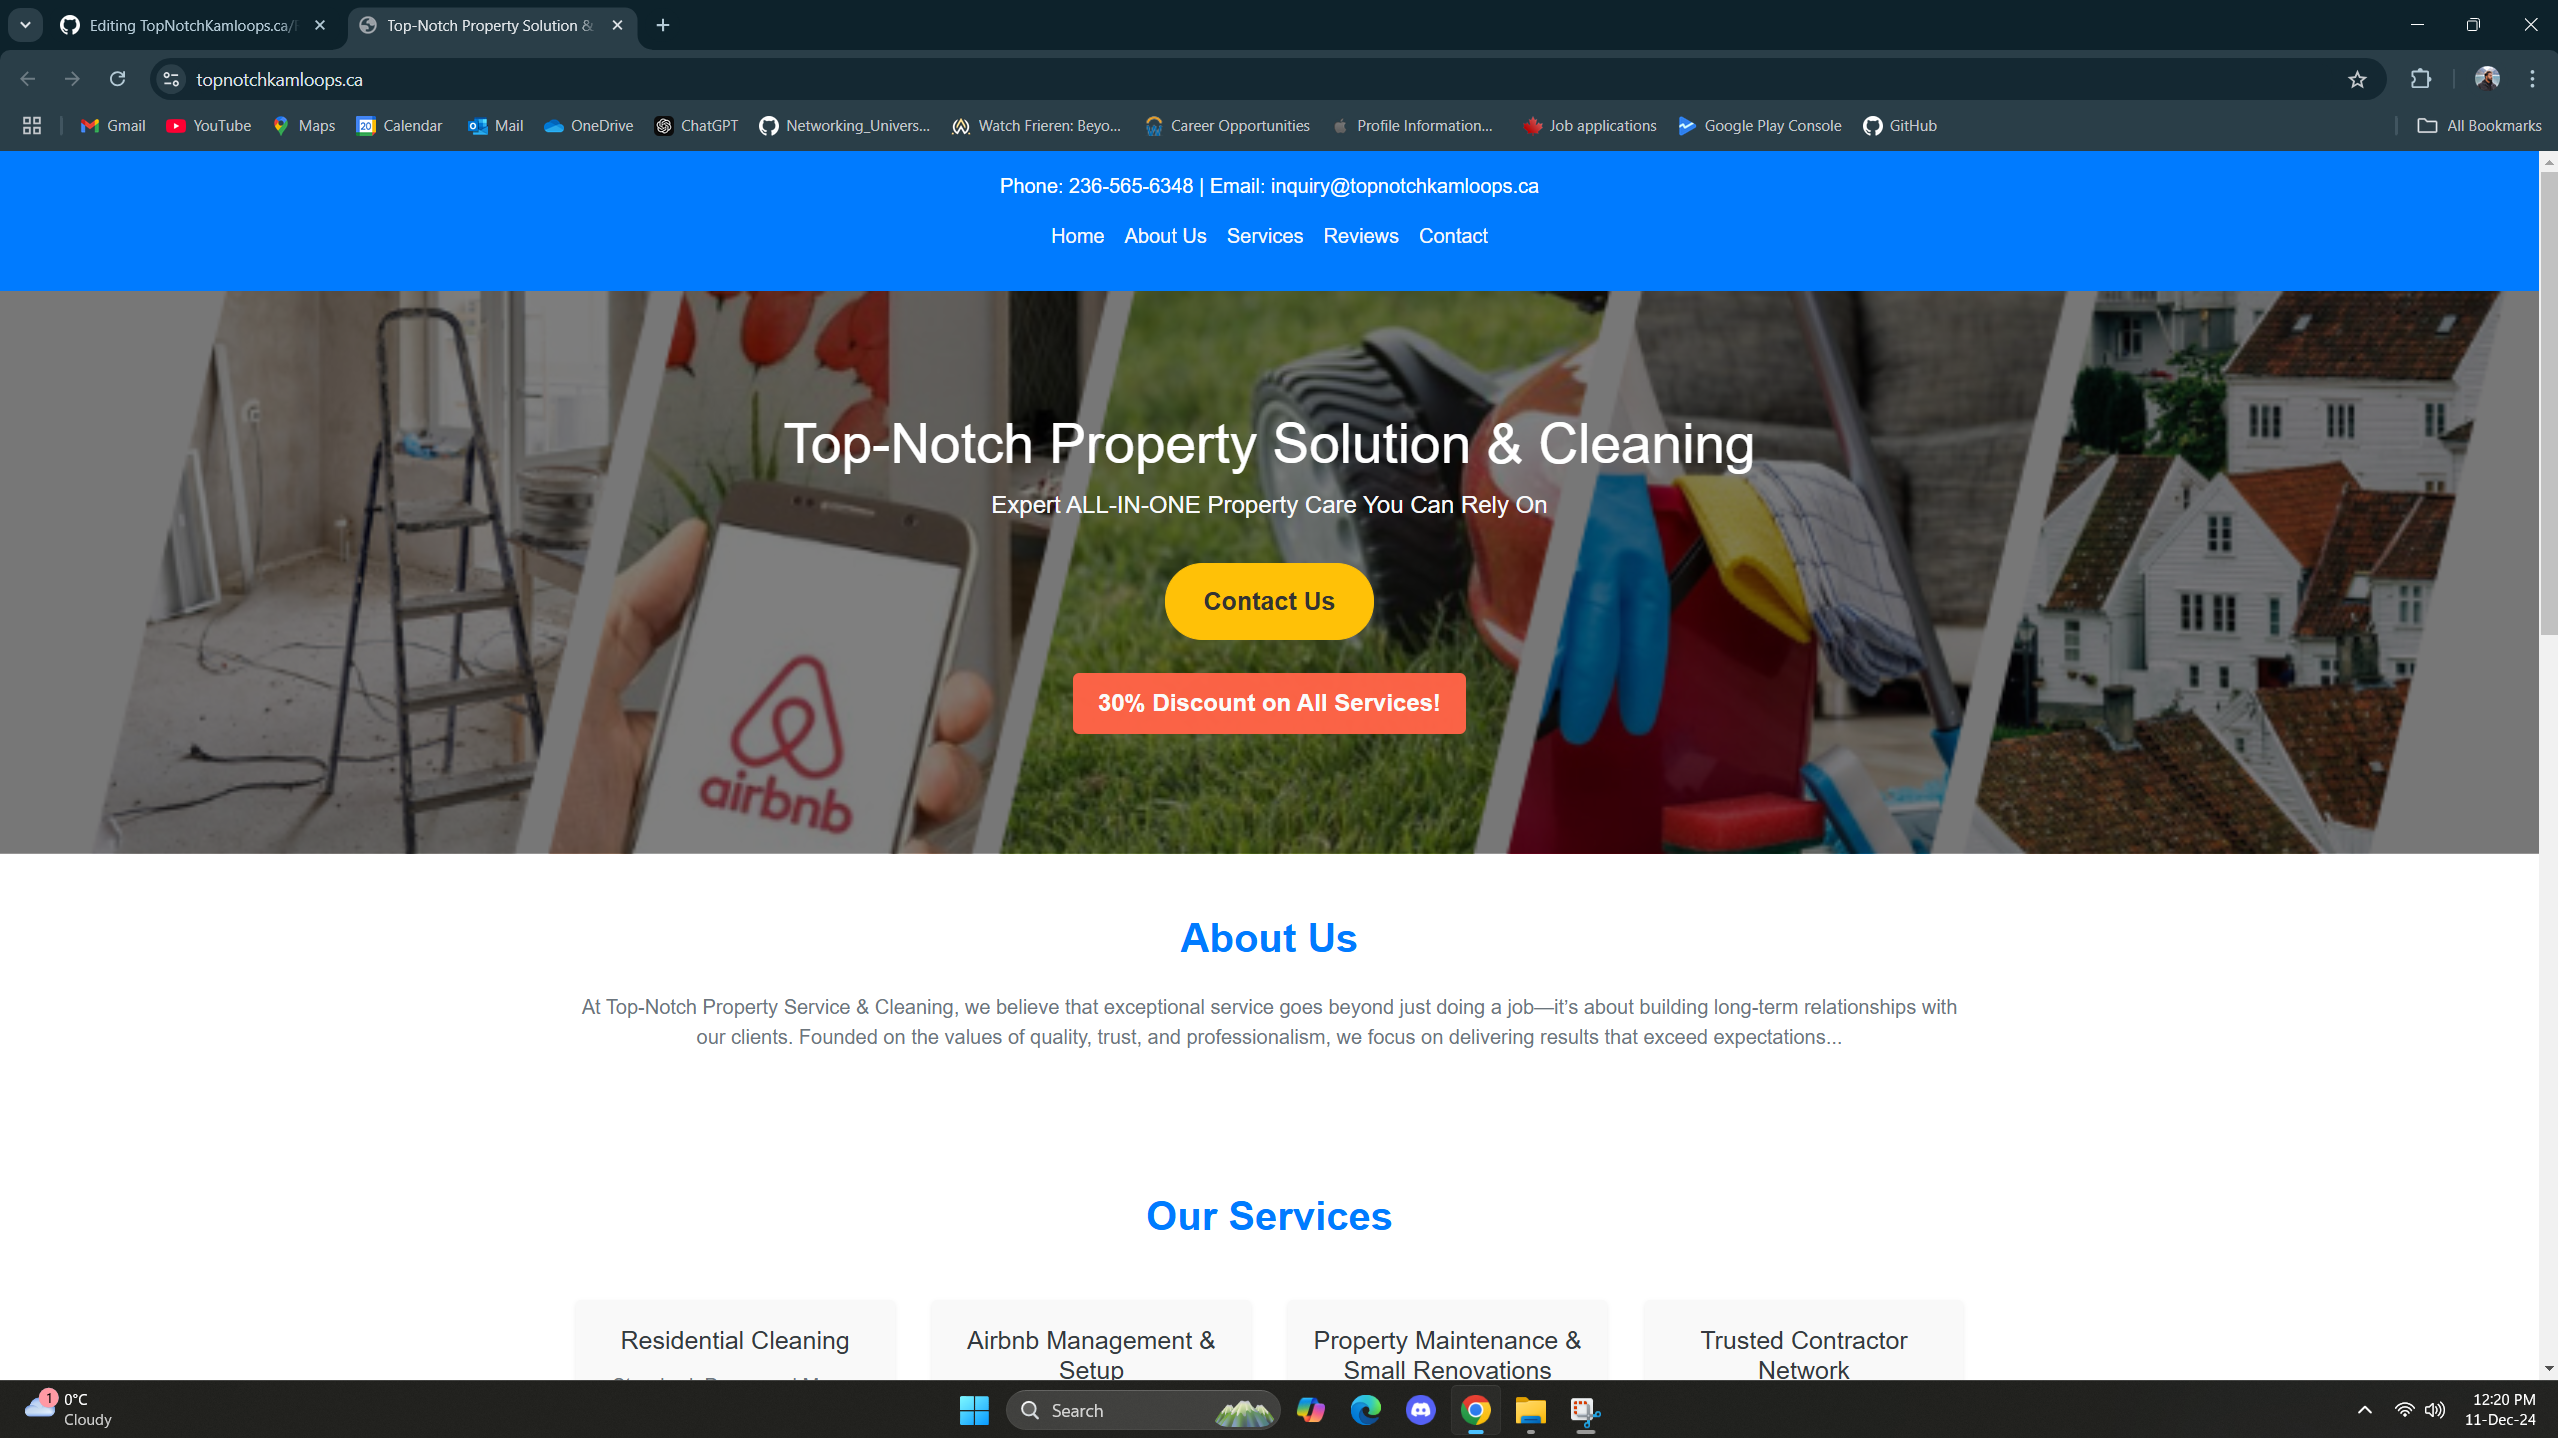 Editing TopNotchKamloops.ca/
Top-Notch Property Solution &
topnotchkamloops.ca
Gmail
YouTube
Maps
20
Calendar
Mail
OneDrive
ChatGPT
Networking_Univers...
Watch Frieren: Beyo...
Career Opportunities
Profile Information...
Job applications
Google Play Console
GitHub
All Bookmarks
Phone: 236-565-6348 | Email: inquiry@topnotchkamloops.ca
Home About Us Services Reviews Contact
Top-Notch Property Solution & Cleaning
Expert ALL-IN-ONE Property Care You Can Rely On
Contact Us
30% Discount on All Services!
airbnb
About Us
At Top-Notch Property Service & Cleaning, we believe that exceptional service goes beyond just doing a job—it’s about building long-term relationships with
our clients. Founded on the values of quality, trust, and professionalism, we focus on delivering results that exceed expectations...
Our Services
Residential Cleaning
Airbnb Management &
Setup
Property Maintenance &
Small Renovations
Trusted Contractor
Network
1
0°C
Cloudy
Search
12:20 PM
11-Dec-24